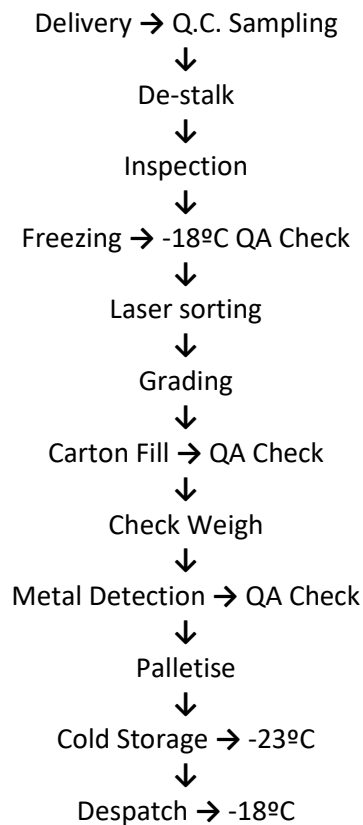 Delivery → Q.C. Sampling
↓
De-stalk
↓
Inspection
↓
Freezing → -18ºC QA Check
↓
Laser sorting
↓
Grading
↓
Carton Fill → QA Check
↓
Check Weigh
↓
Metal Detection → QA Check
↓
Palletise
↓
Cold Storage → -23ºC
↓
Despatch → -18ºC